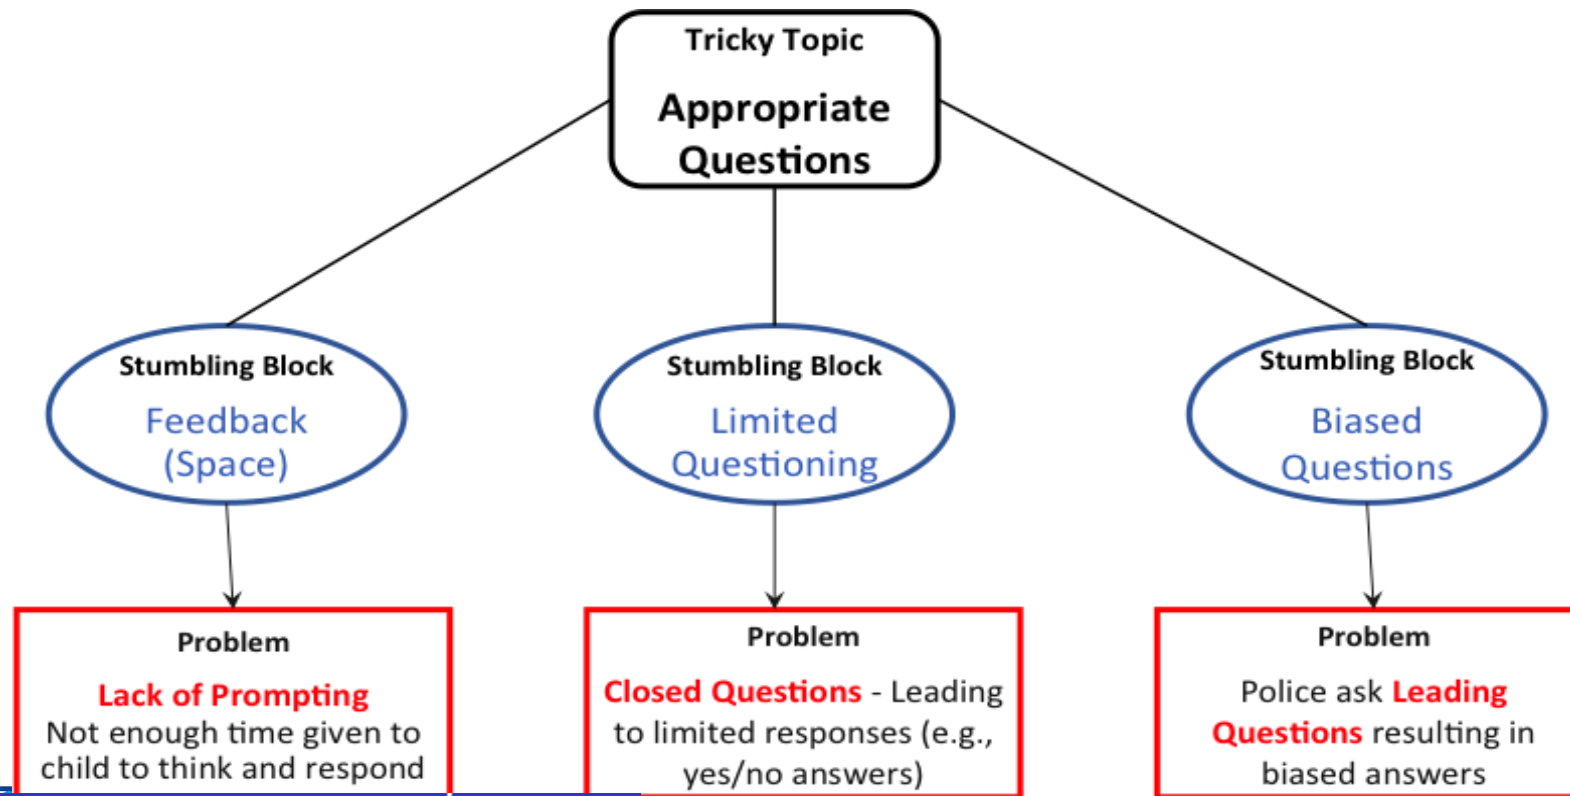 Tricky Topic
Appropriate
Questions
Stumbling Block
Feedback
(Space)
Stumbling Block
Limited
Questioning
Stumbling Block
Biased
Questions
Problem
Lack of Prompting
Not enough time given to
child to think and respond
Problem
Closed Questions - Leading
to limited responses (e.g.,
yes/no answers)
Problem
Police ask Leading
Questions resulting in
biased answers